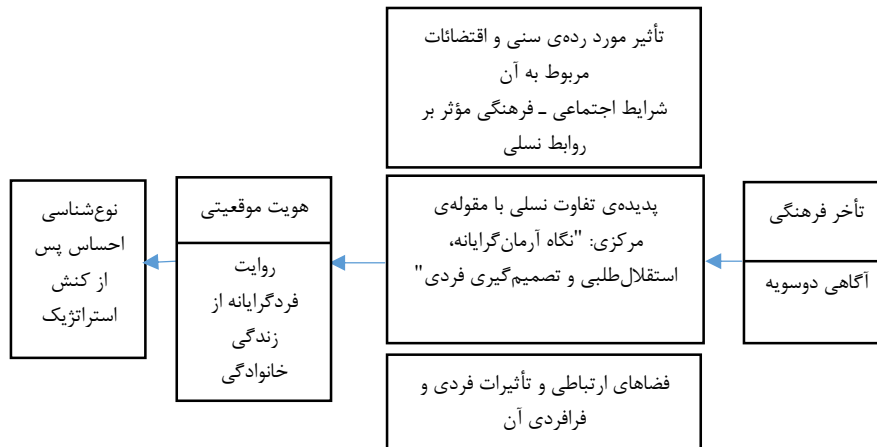 تأثیر مورد رده‌ی سنی و اقتضائات
مربوط به آن
شرایط اجتماعی ـ فرهنگی مؤثر بر
روابط نسلی
تأخر فرهنگی
آگاهی دوسویه
پدیده‌ی تفاوت نسلی با مقوله‌ی
مرکزی: "نگاه آرمان‌گرایانه،
استقلال‌طلبی و تصمیم‌گیری فردی"
هویت موقعیتی
روایت
فردگرایانه از
زندگی
خانوادگی
نوع‌شناسی
احساس پس
از کنش
استراتژیک
فضاهای ارتباطی و تأثیرات فردی و
فرافردی آن